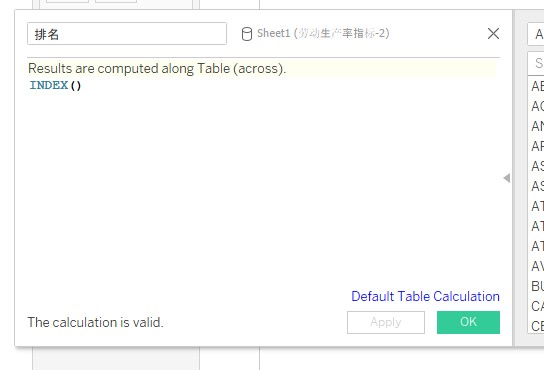 排名
Sheet1 (劳动生产率指标-2)
Results are computed along Table (across).
INDEX()
Default Table Calculation
The calculation is valid.
Apply
OK
A
S
AB
AC
AN
AS
AS
AT
AT
AT
AV
BU
CA
CE